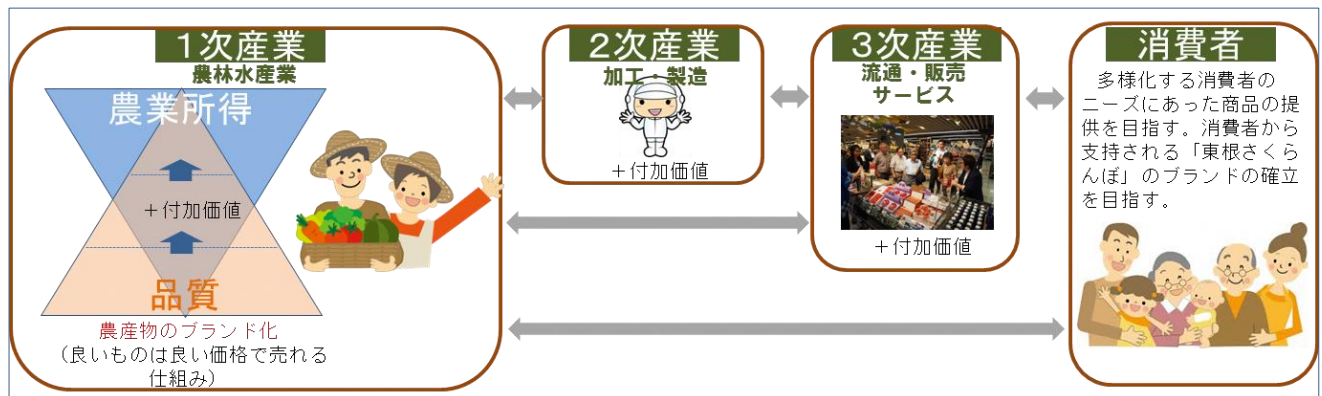 １次産業
農林水産業
農業所得
＋付加価値
品質
農産物のブランド化
（良いものは良い価格で売れる
仕組み）
２次産業
加工・製造
＋付加価値
３次産業
流通・販売
サービス
＋付加価値
消費者
多様化する消費者の
ニーズにあった商品の提
供を目指す。消費者から
支持される「東根さくら
んぼ」のブランドの確立
を目指す。